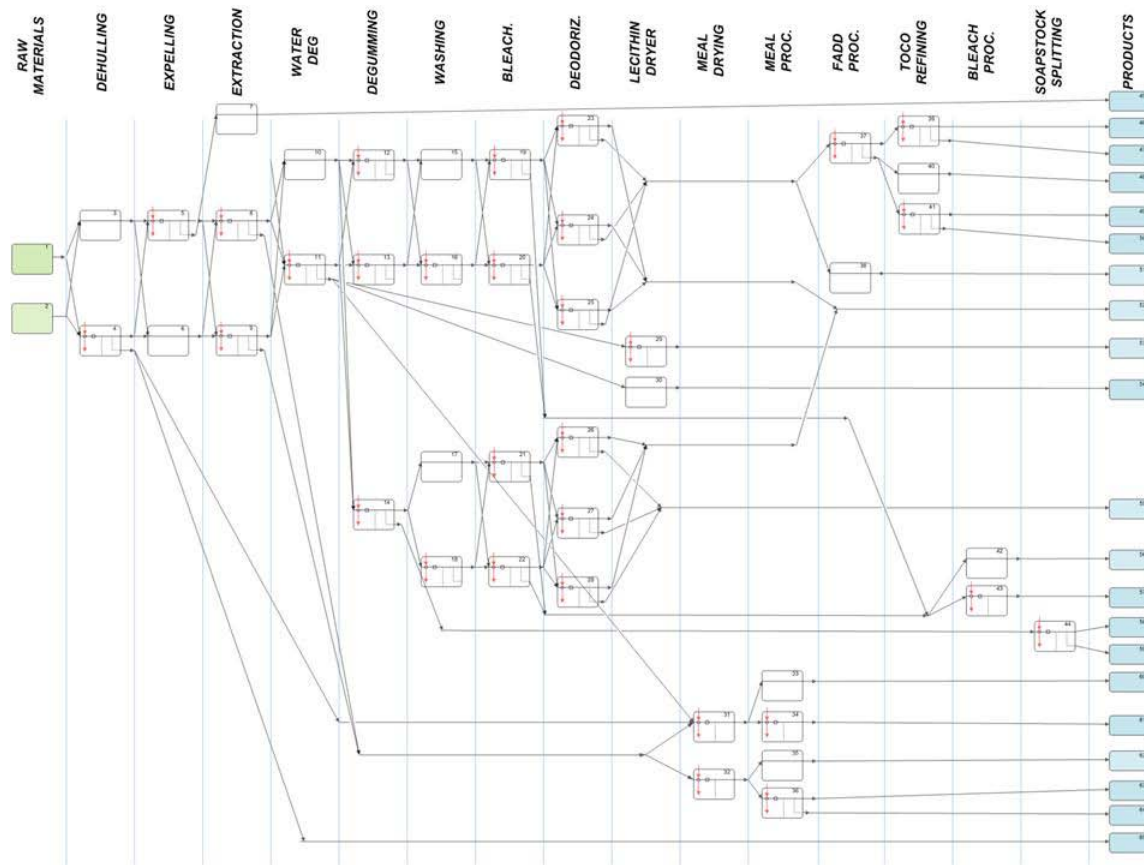 RAW
MATERIALS
DEHULLING
EXPELLING
EXTRACTION
WATER
DEG
DEGUMMING
WASHING
BLEACH.
DEODORIZ.
LECITHIN
DRYER
MEAL
DRYING
MEAL
PROC.
FADD
PROC.
TOCO
REFINING
BLEACH
PROC.
SOAPSTOCK
SPLITTING
PRODUCTS
1
2
3
4
5
6
7
8
9
10
11
12
13
14
15
16
17
18
19
20
21
22
23
24
25
26
27
28
29
30
31
32
33
34
35
36
37
38
39
40
41
42
43
44